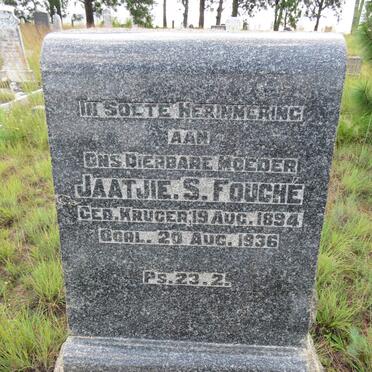 IN SOETE HERINNERING
AAN
ONS DIERBARE MOEDER
JAATJIE. S. FOUCHE
GEB. KRUGER, 19 AUG. 1894
OORL. 20 AUG. 1936
PS. 23. 2.